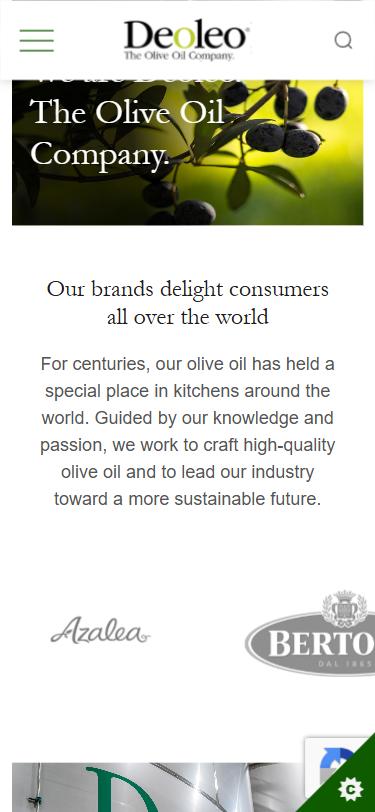 Deoleo
The Olive Oil Company.
We are Deoleo.
The Olive Oil
Company.
Our brands delight consumers
all over the world
For centuries, our olive oil has held a
special place in kitchens around the
world. Guided by our knowledge and
passion, we work to craft high-quality
olive oil and to lead our industry
toward a more sustainable future.
Azalea
BERTO
DAL 1865
D